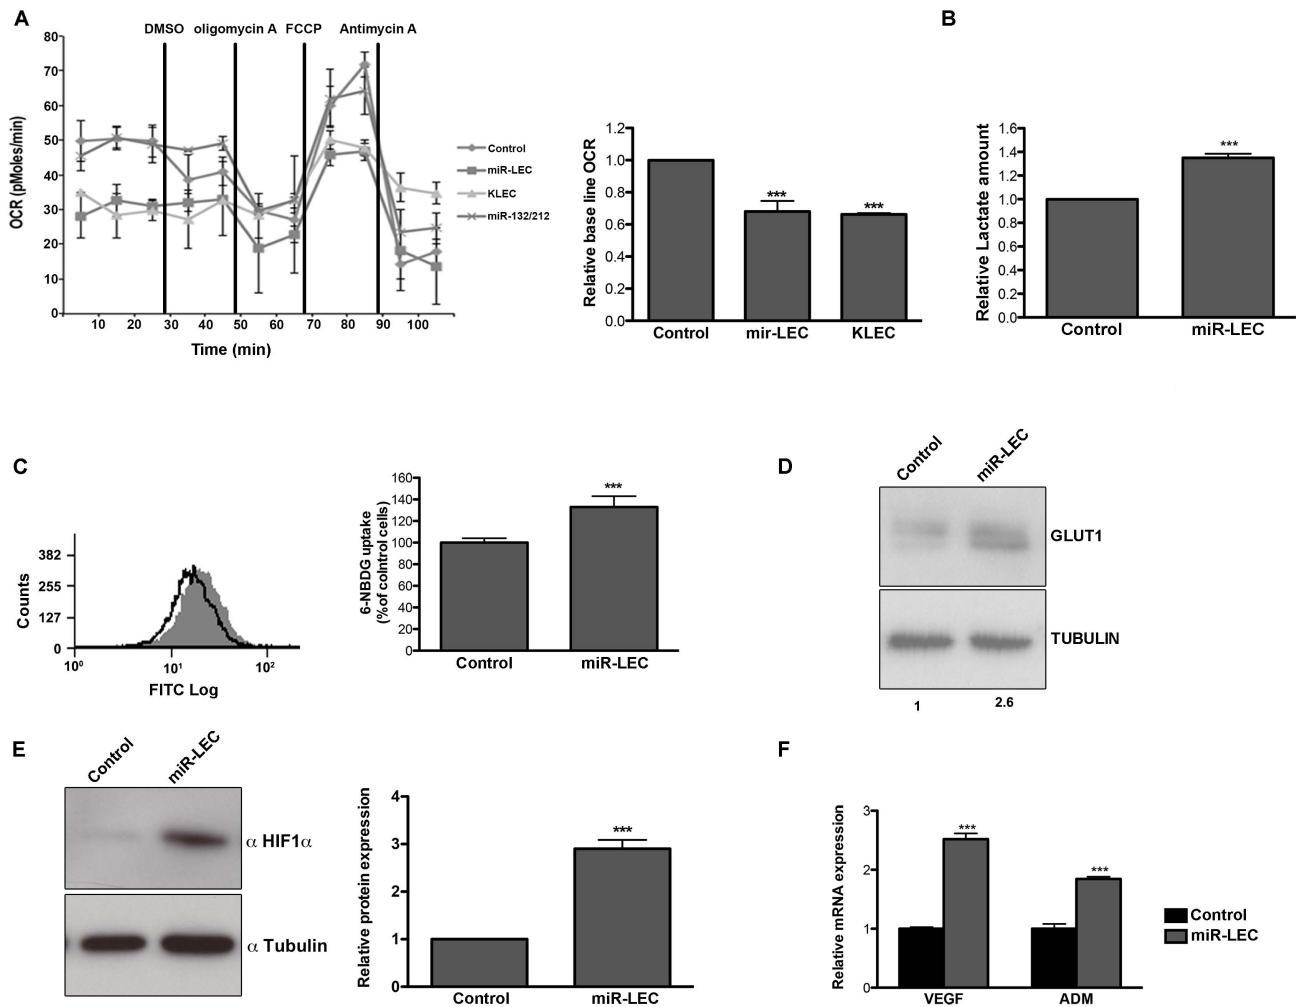 A
DMSO oligomycin A FCCP Antimycin A
80
70
60
50
40
30
20
10
0
OCR (pMoles/min)
10 20 30 40 50 60 70 80 90 100
Time (min)
Control
miR-LEC
KLEC
miR-132/212
Relative base line OCR
1.2
1.0
0.8
0.6
0.4
0.2
0.0
*** ***
Control mir-LEC KLEC
B
Relative Lactate amount
1.6
1.4
1.2
1.0
0.8
0.6
0.4
0.2
0.0
***
Control miR-LEC
C
Counts
382
255
127
0
10⁰ 10¹ 10²
FITC Log
6-NBDG uptake
(%of colntrol cells)
160
140
120
100
80
60
40
20
0
***
Control miR-LEC
D
Control miR-LEC
GLUT1
TUBULIN
1 2.6
E
Control miR-LEC
α HIF1α
α Tubulin
Relative protein expression
4
3
2
1
0
***
Control miR-LEC
F
Relative mRNA expression
3
2
1
0
*** ***
VEGF ADM
Control
miR-LEC